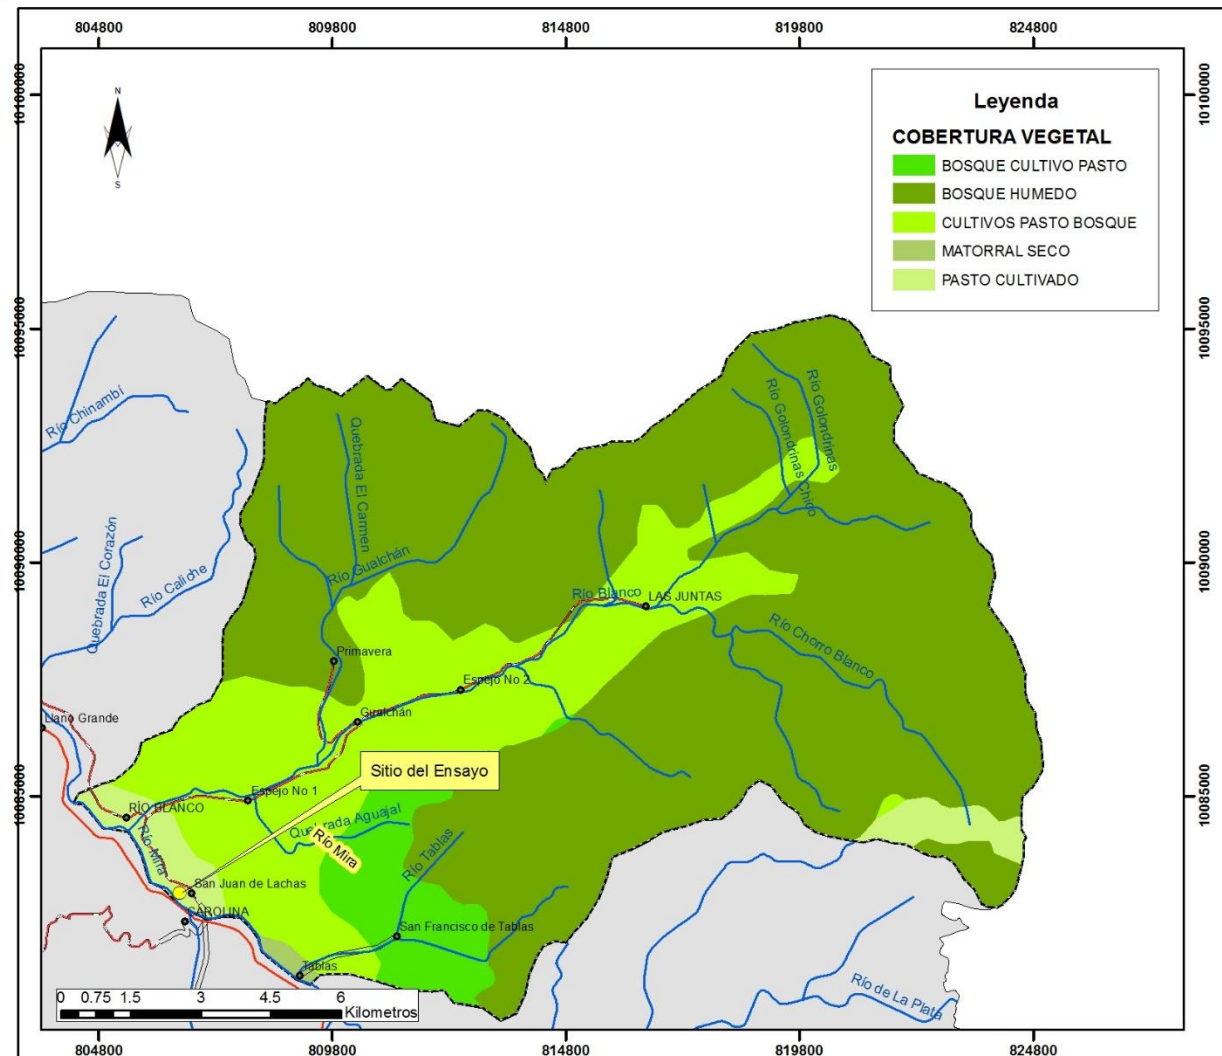 804800 809800 814800 819800 824800
10100000
10100000
N
S
Leyenda
COBERTURA VEGETAL
BOSQUE CULTIVO PASTO
BOSQUE HUMEDO
CULTIVOS PASTO BOSQUE
MATORRAL SECO
PASTO CULTIVADO
10095000
10095000
Río Chinambí
Río Golondrinas
Río Golondrinas Chico
Quebrada El Carmen
Quebrada El Corazón
Río Caliche
Río Gualchán
10090000
10090000
Río Blanco
LAS JUNTAS
Río Chorro Blanco
Primavera
Espejo No 2
Llano Grande
Gualchán
Sitio del Ensayo
10085000
10085000
Espejo No 1
RÍO BLANCO
Quebrada Aguajal
Río Mira
Río Mira
Río Tablas
San Juan de Lachas
CAROLINA
San Francisco de Tablas
Tablas
Río de La Plata
0 0.75 1.5 3 4.5 6
Kilometros
804800 809800 814800 819800 824800